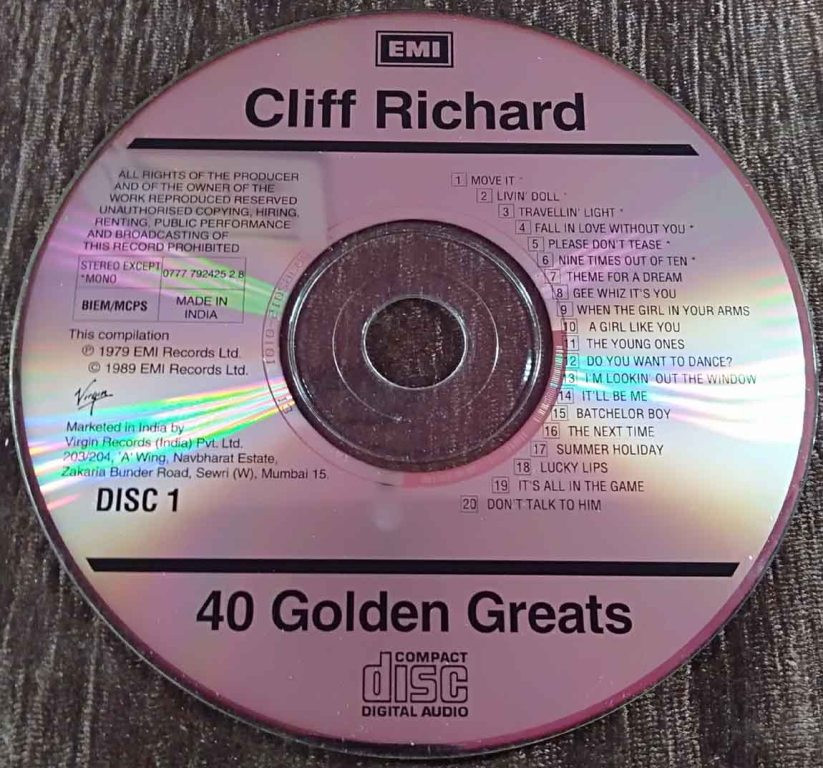 EMI
Cliff Richard
ALL RIGHTS OF THE PRODUCER
AND OF THE OWNER OF THE
WORK REPRODUCED RESERVED
UNAUTHORISED COPYING, HIRING,
RENTING, PUBLIC PERFORMANCE
AND BROADCASTING OF
THIS RECORD PROHIBITED
STEREO EXCEPT
*MONO
0777 792425 2 8
BIEM/MCPS
MADE IN
INDIA
This compilation
℗ 1979 EMI Records Ltd.
© 1989 EMI Records Ltd.
Virgin
Marketed in India by
Virgin Records (India) Pvt. Ltd.
203/204, 'A' Wing, Navbharat Estate,
Zakaria Bunder Road, Sewri (W), Mumbai 15.
DISC 1
1 MOVE IT *
2 LIVIN' DOLL *
3 TRAVELLIN' LIGHT *
4 FALL IN LOVE WITHOUT YOU *
5 PLEASE DON'T TEASE *
6 NINE TIMES OUT OF TEN *
7 THEME FOR A DREAM
8 GEE WHIZ IT'S YOU
9 WHEN THE GIRL IN YOUR ARMS
10 A GIRL LIKE YOU
11 THE YOUNG ONES
12 DO YOU WANT TO DANCE?
13 I'M LOOKIN' OUT THE WINDOW
14 IT'LL BE ME
15 BATCHELOR BOY
16 THE NEXT TIME
17 SUMMER HOLIDAY
18 LUCKY LIPS
19 IT'S ALL IN THE GAME
20 DON'T TALK TO HIM
40 Golden Greats
COMPACT
disc
DIGITAL AUDIO